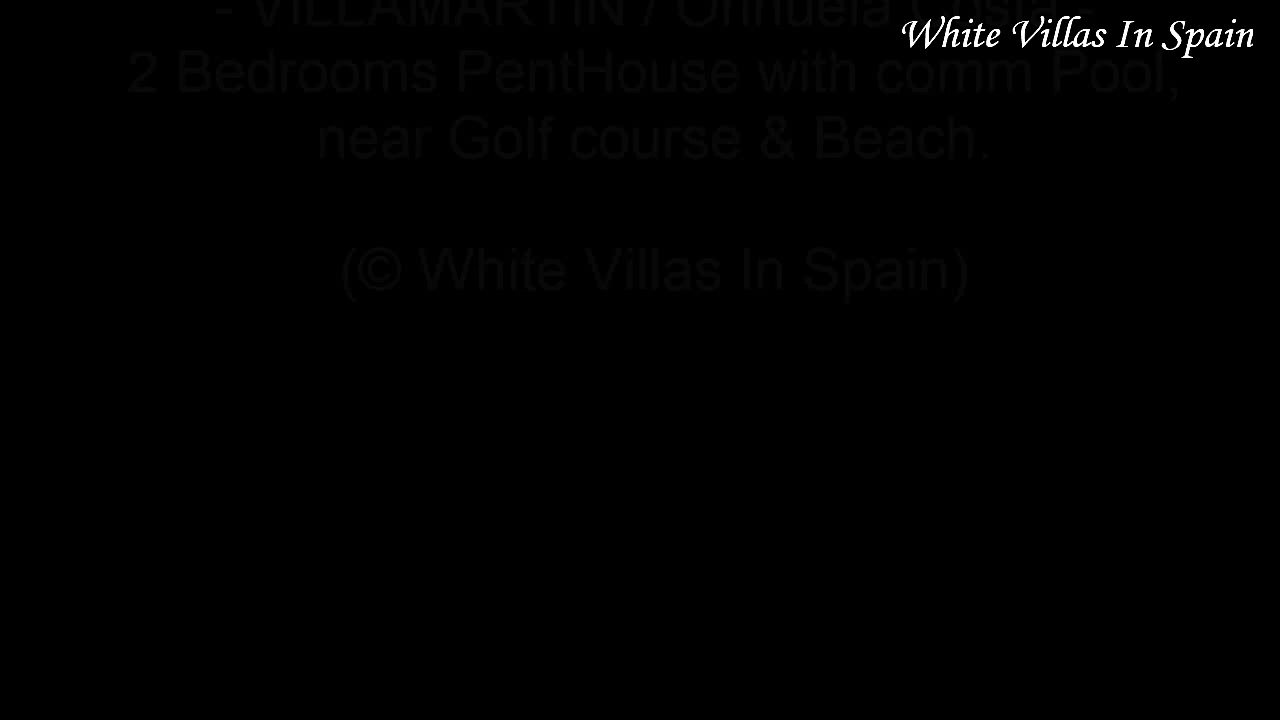 White Villas In Spain
- VILLAMARTIN / Orihuela Costa -
2 Bedrooms PentHouse with comm Pool,
near Golf course & Beach.
(© White Villas In Spain)